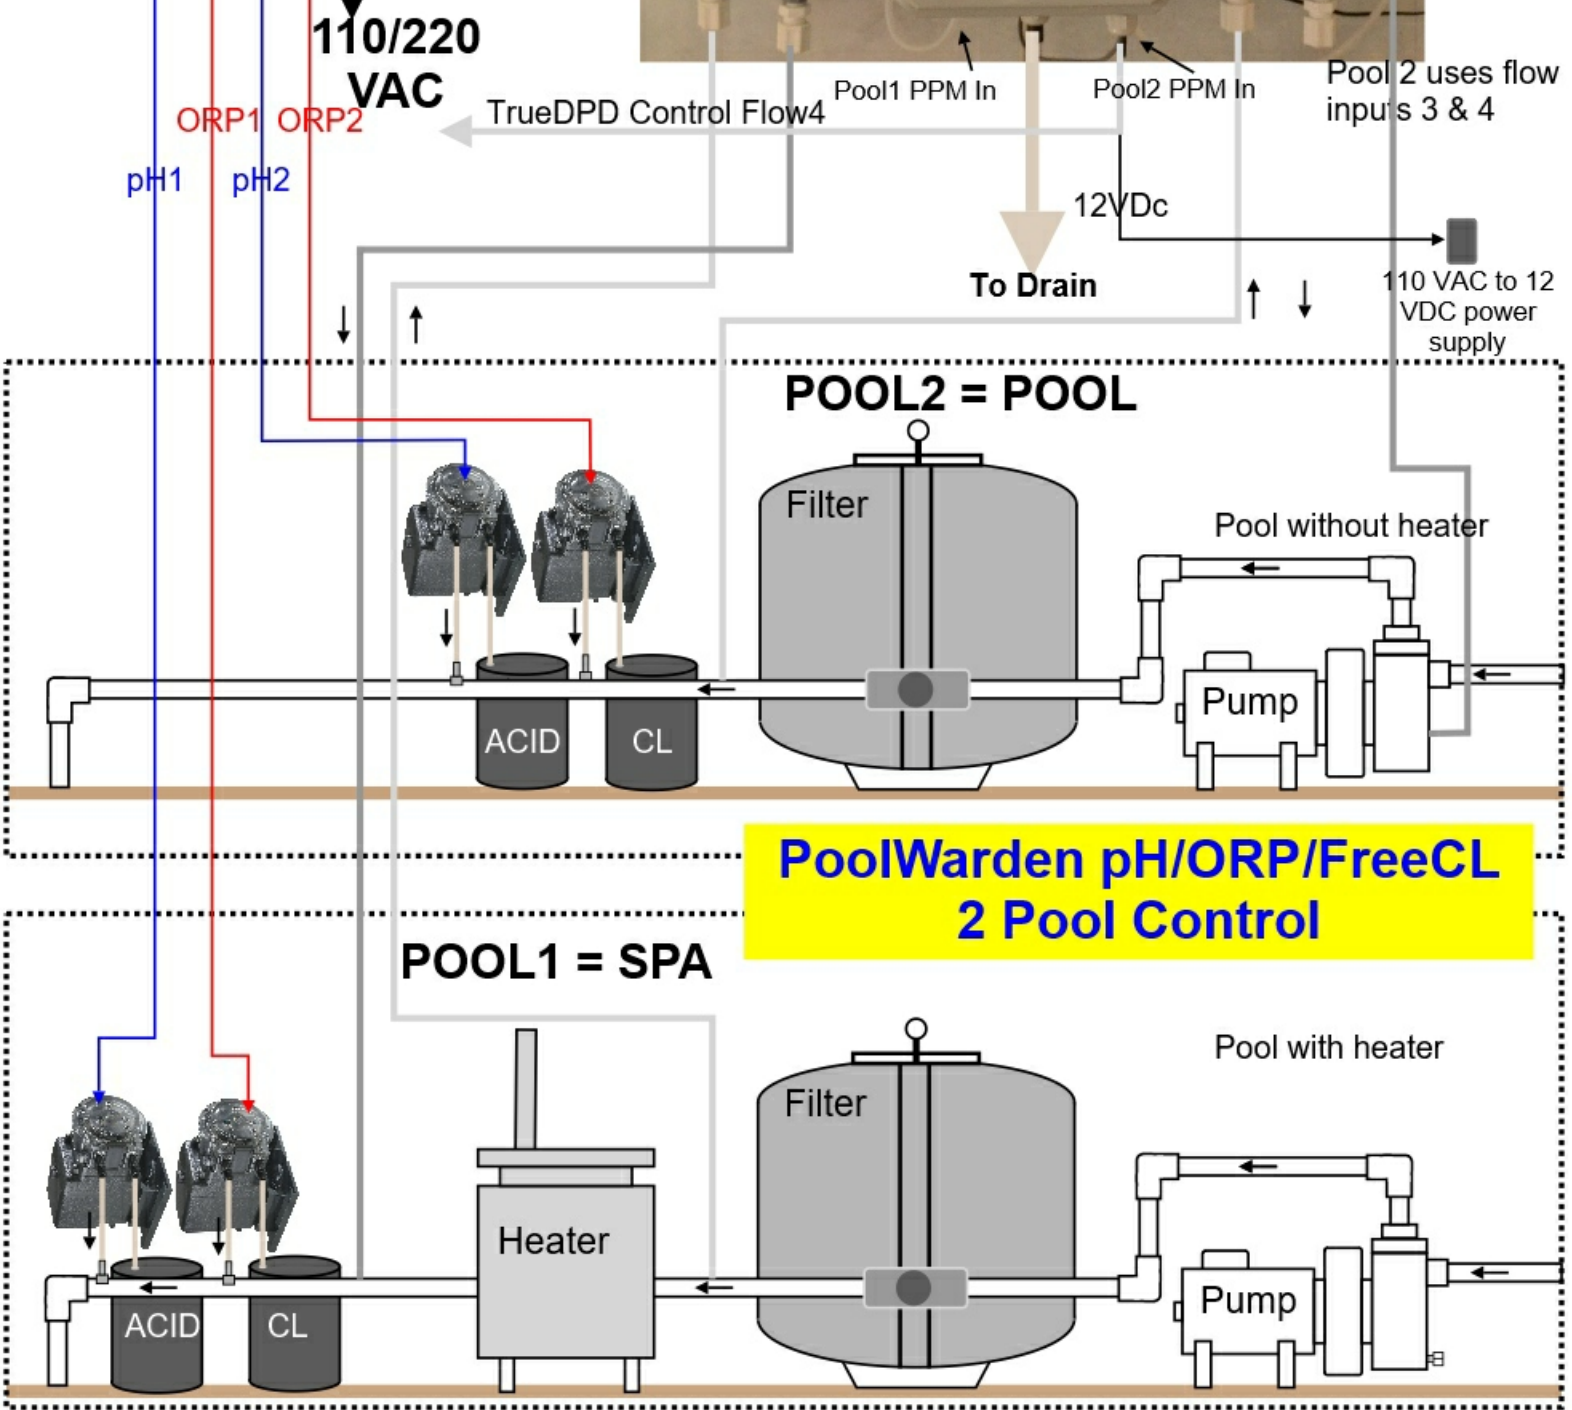 110/220
VAC
Pool1 PPM In
Pool2 PPM In
Pool 2 uses flow
inputs 3 & 4
TrueDPD Control Flow4
ORP1
ORP2
pH1
pH2
12VDc
To Drain
110 VAC to 12
VDC power
supply
POOL2 = POOL
Filter
Pool without heater
Pump
ACID
CL
PoolWarden pH/ORP/FreeCL
2 Pool Control
POOL1 = SPA
Pool with heater
Filter
Heater
Pump
ACID
CL